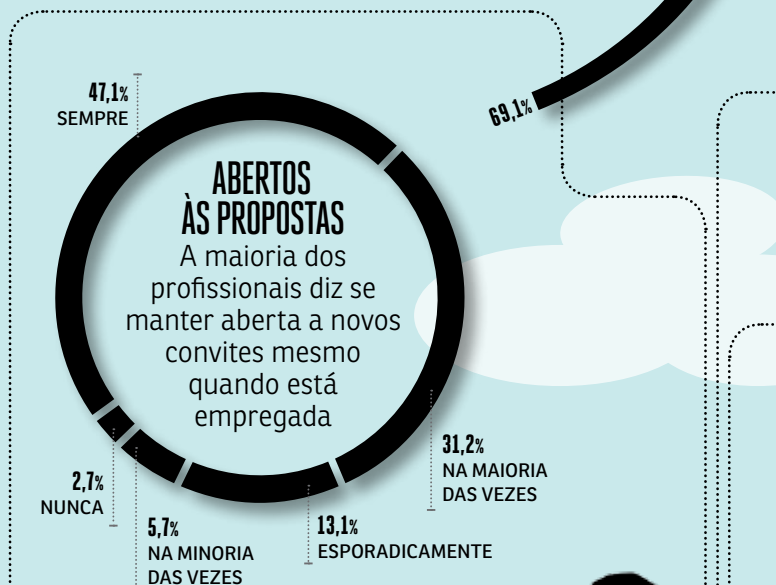 69,1%
47,1%
SEMPRE
ABERTOS
ÀS PROPOSTAS
A maioria dos
profissionais diz se
manter aberta a novos
convites mesmo
quando está
empregada
31,2%
NA MAIORIA
DAS VEZES
2,7%
NUNCA
5,7%
NA MINORIA
DAS VEZES
13,1%
ESPORADICAMENTE